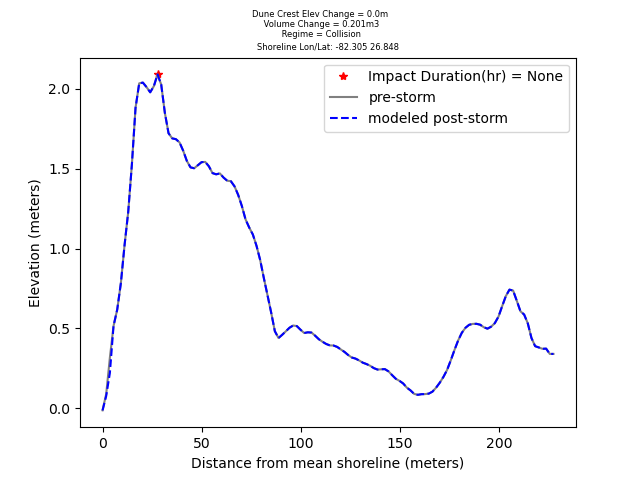 Dune Crest Elev Change = 0.0m
Volume Change = 0.201m3
Regime = Collision
Shoreline Lon/Lat: -82.305 26.848
Impact Duration(hr) = None
pre-storm
modeled post-storm
Elevation (meters)
2.0
1.5
1.0
0.5
0.0
0 50 100 150 200
Distance from mean shoreline (meters)